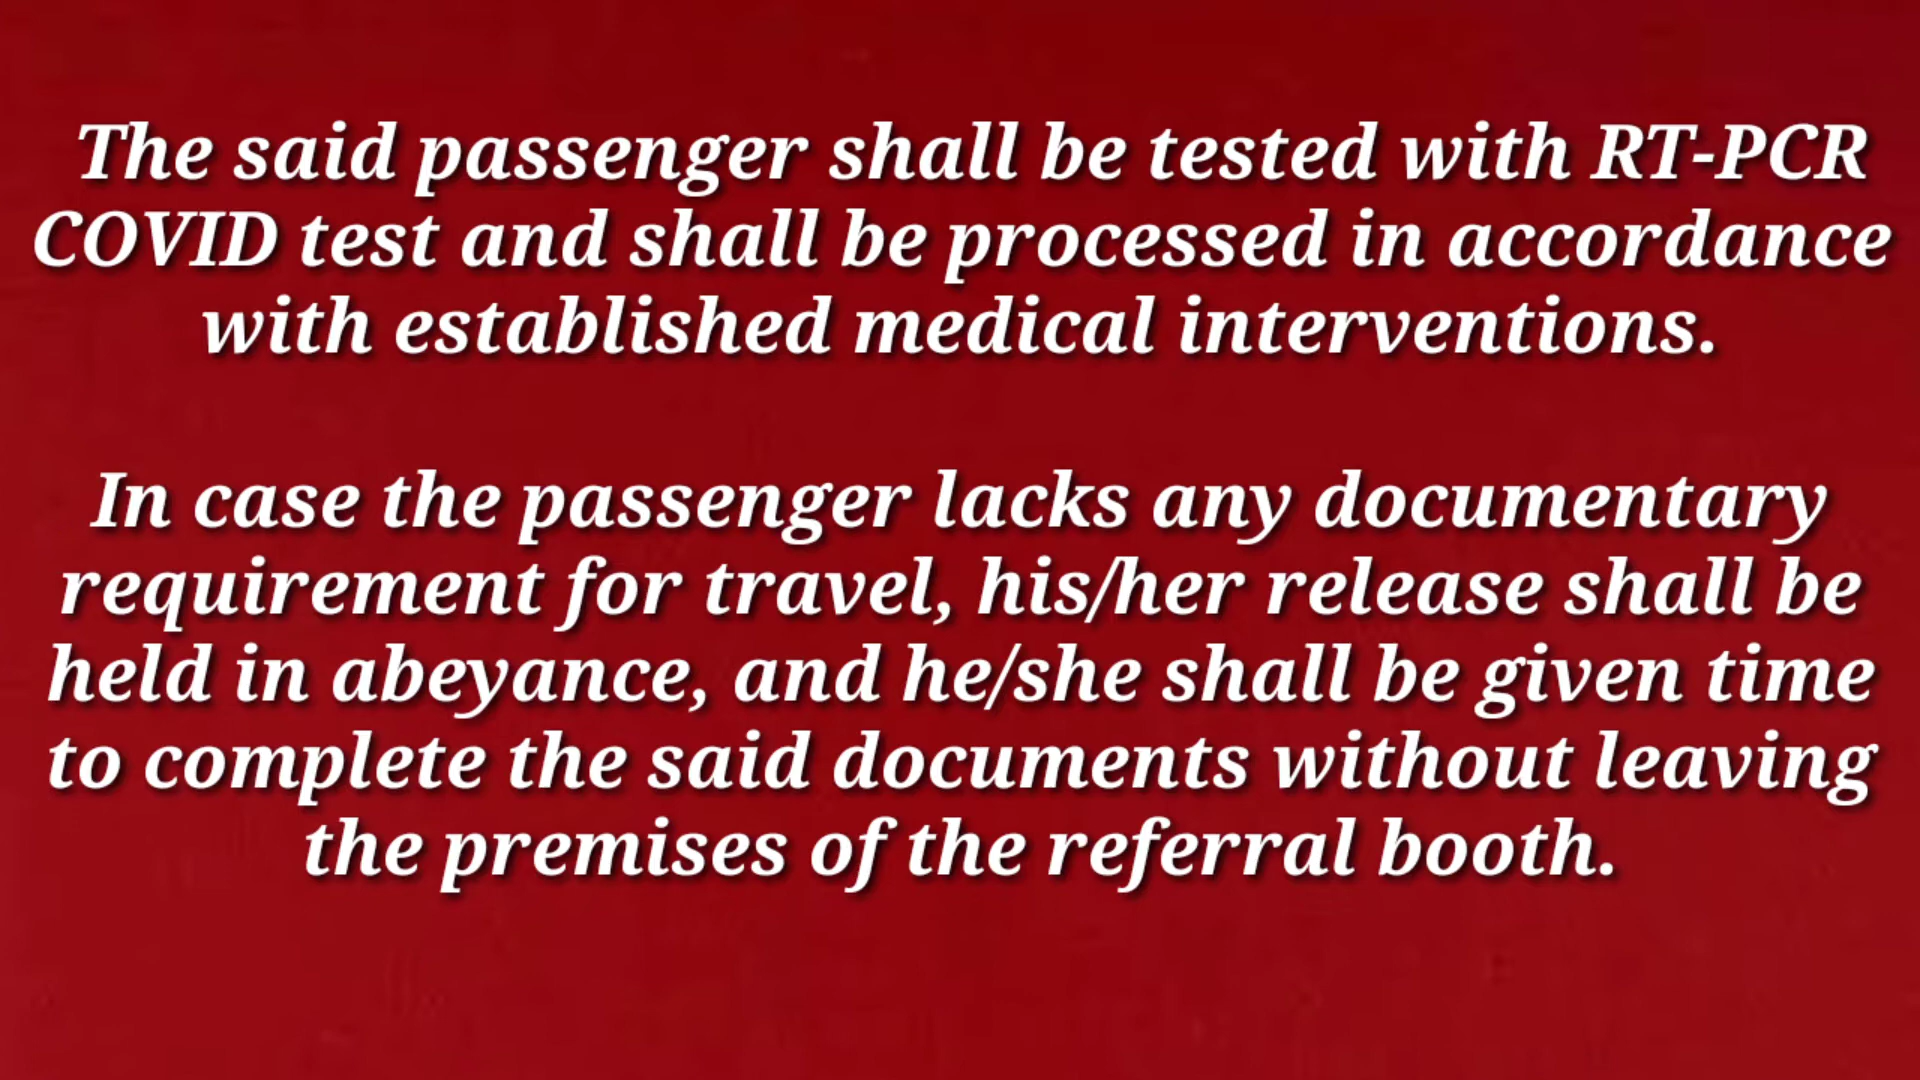 The said passenger shall be tested with RT-PCR
COVID test and shall be processed in accordance
with established medical interventions.
In case the passenger lacks any documentary
requirement for travel, his/her release shall be
held in abeyance, and he/she shall be given time
to complete the said documents without leaving
the premises of the referral booth.